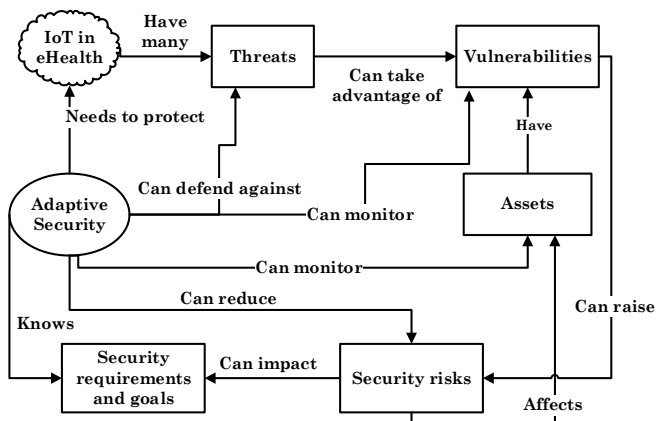 IoT in
eHealth
Have
many
Threats
Can take
advantage of
Vulnerabilities
Needs to protect
Have
Can defend against
Adaptive
Security
Can monitor
Assets
Can monitor
Can reduce
Can raise
Knows
Security
requirements
and goals
Can impact
Security risks
Affects